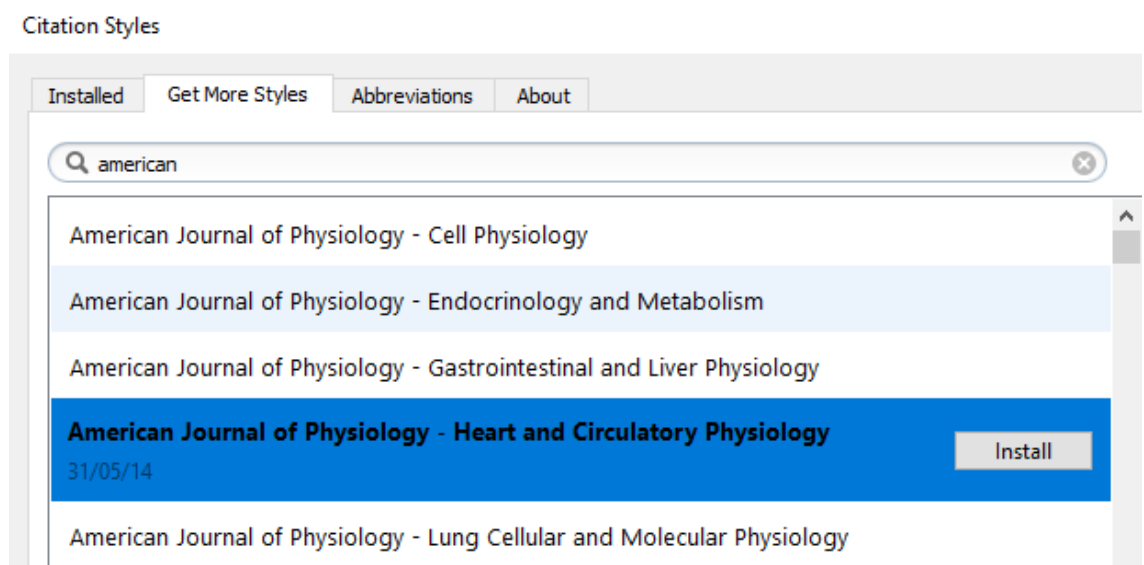 Citation Styles
Installed Get More Styles Abbreviations About
american
American Journal of Physiology - Cell Physiology
American Journal of Physiology - Endocrinology and Metabolism
American Journal of Physiology - Gastrointestinal and Liver Physiology
American Journal of Physiology - Heart and Circulatory Physiology
Install
31/05/14
American Journal of Physiology - Lung Cellular and Molecular Physiology